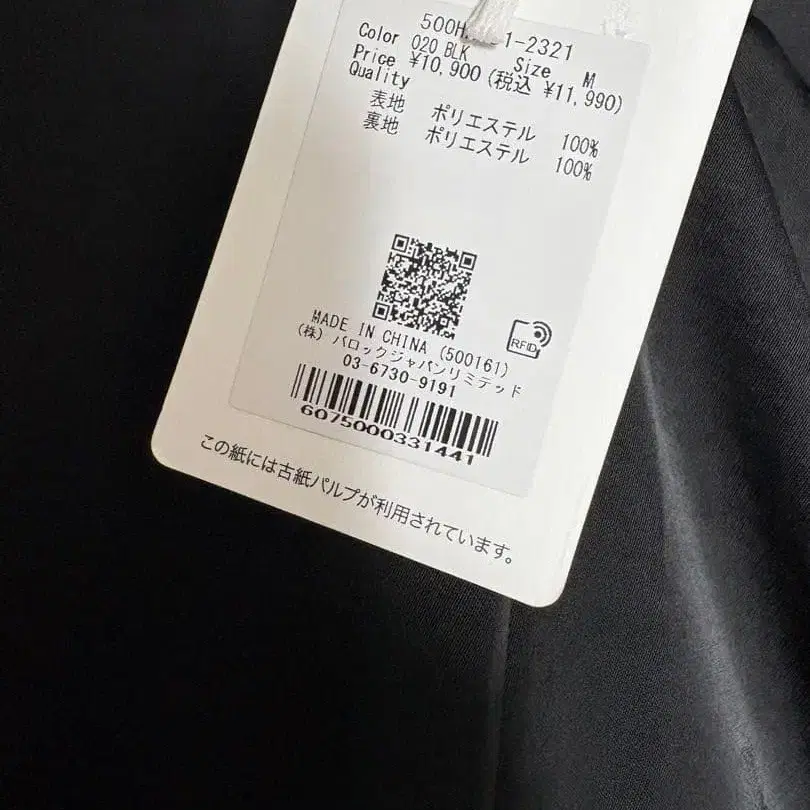 1-2321
Color 020 BLK Size M
Price ¥10,900 (税込 ¥11,990)
Quality
表地 ポリエステル 100%
裏地 ポリエステル 100%
RFID
MADE IN CHINA (500161)
(株) バロックジャパンリミテッド
03-6730-9191
6075000331441
この紙には古紙パルプが利用されています。